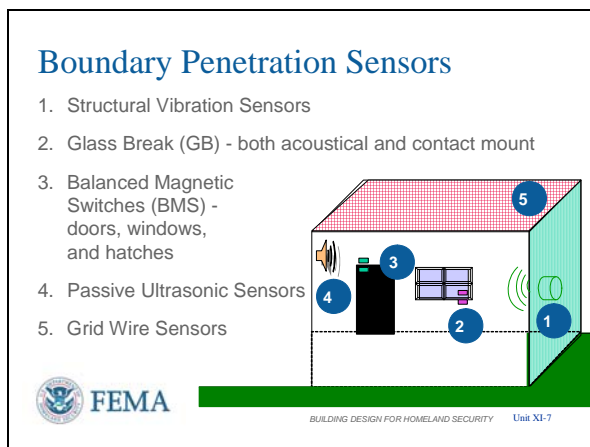 Boundary Penetration Sensors
1. Structural Vibration Sensors
2. Glass Break (GB) - both acoustical and contact mount
3. Balanced Magnetic
Switches (BMS) -
doors, windows,
and hatches
4. Passive Ultrasonic Sensors
5. Grid Wire Sensors
5
3
4
2
1
FEMA
BUILDING DESIGN FOR HOMELAND SECURITY Unit XI-7